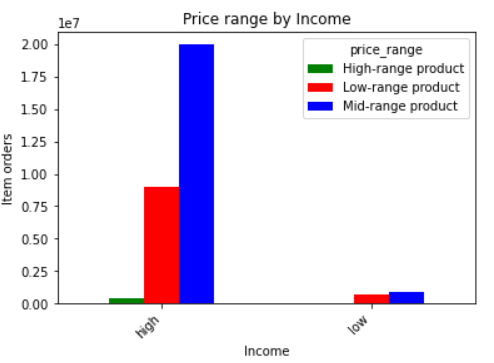 Price range by Income
1e7
price_range
High-range product
Low-range product
Mid-range product
2.00
1.75
1.50
1.25
1.00
0.75
0.50
0.25
0.00
Item orders
high
low
Income